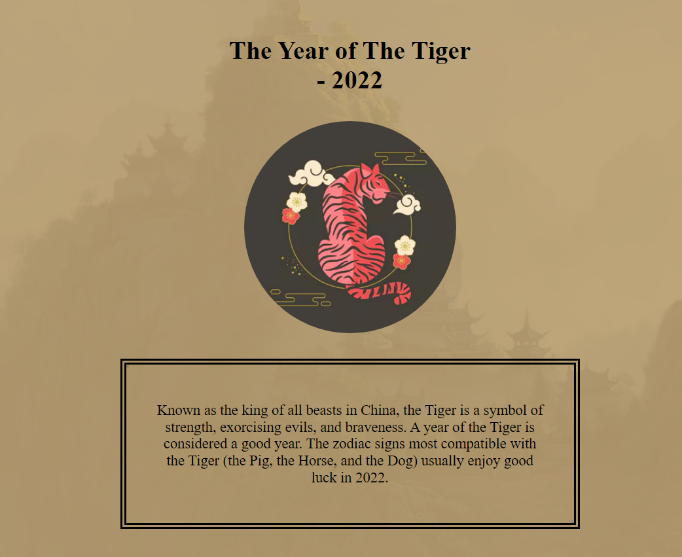 The Year of The Tiger
- 2022
Known as the king of all beasts in China, the Tiger is a symbol of
strength, exorcising evils, and braveness. A year of the Tiger is
considered a good year. The zodiac signs most compatible with
the Tiger (the Pig, the Horse, and the Dog) usually enjoy good
luck in 2022.